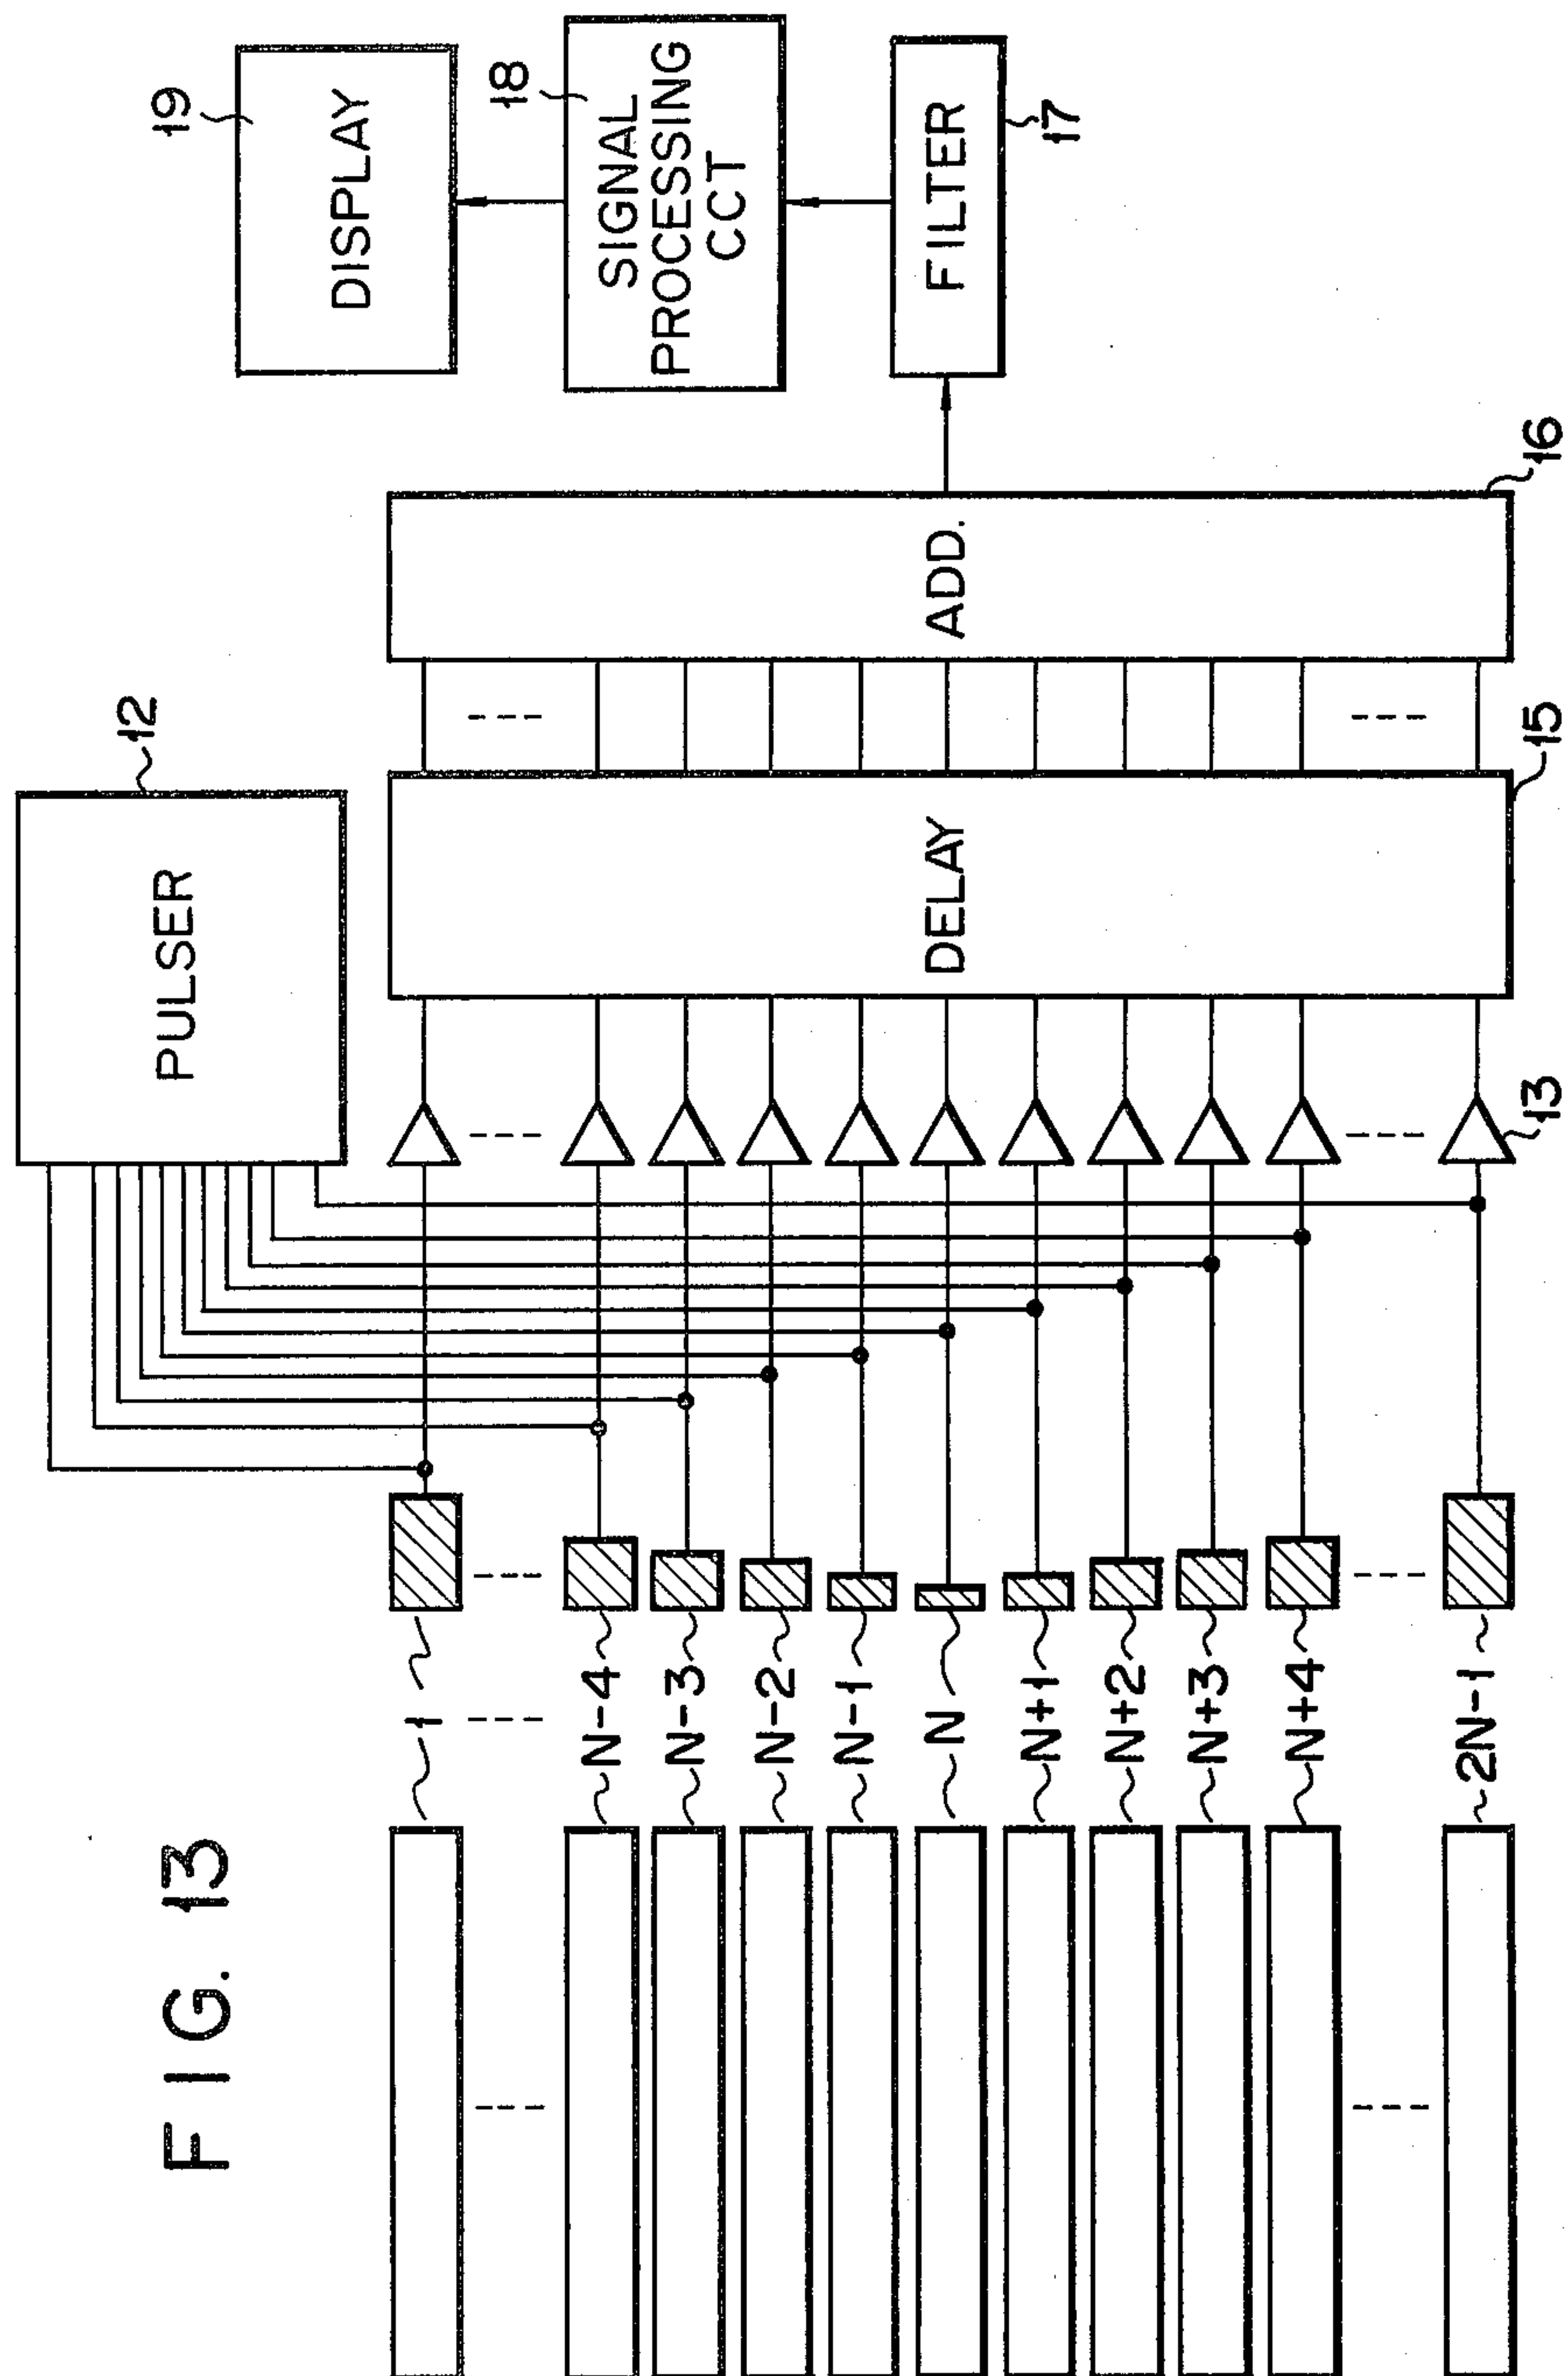 FIG. 13
1
N-4
N-3
N-2
N-1
N
N+1
N+2
N+3
N+4
2N-1
PULSER
12
13
DELAY
15
ADD.
16
FILTER
17
SIGNAL
PROCESSING
CCT
18
DISPLAY
19